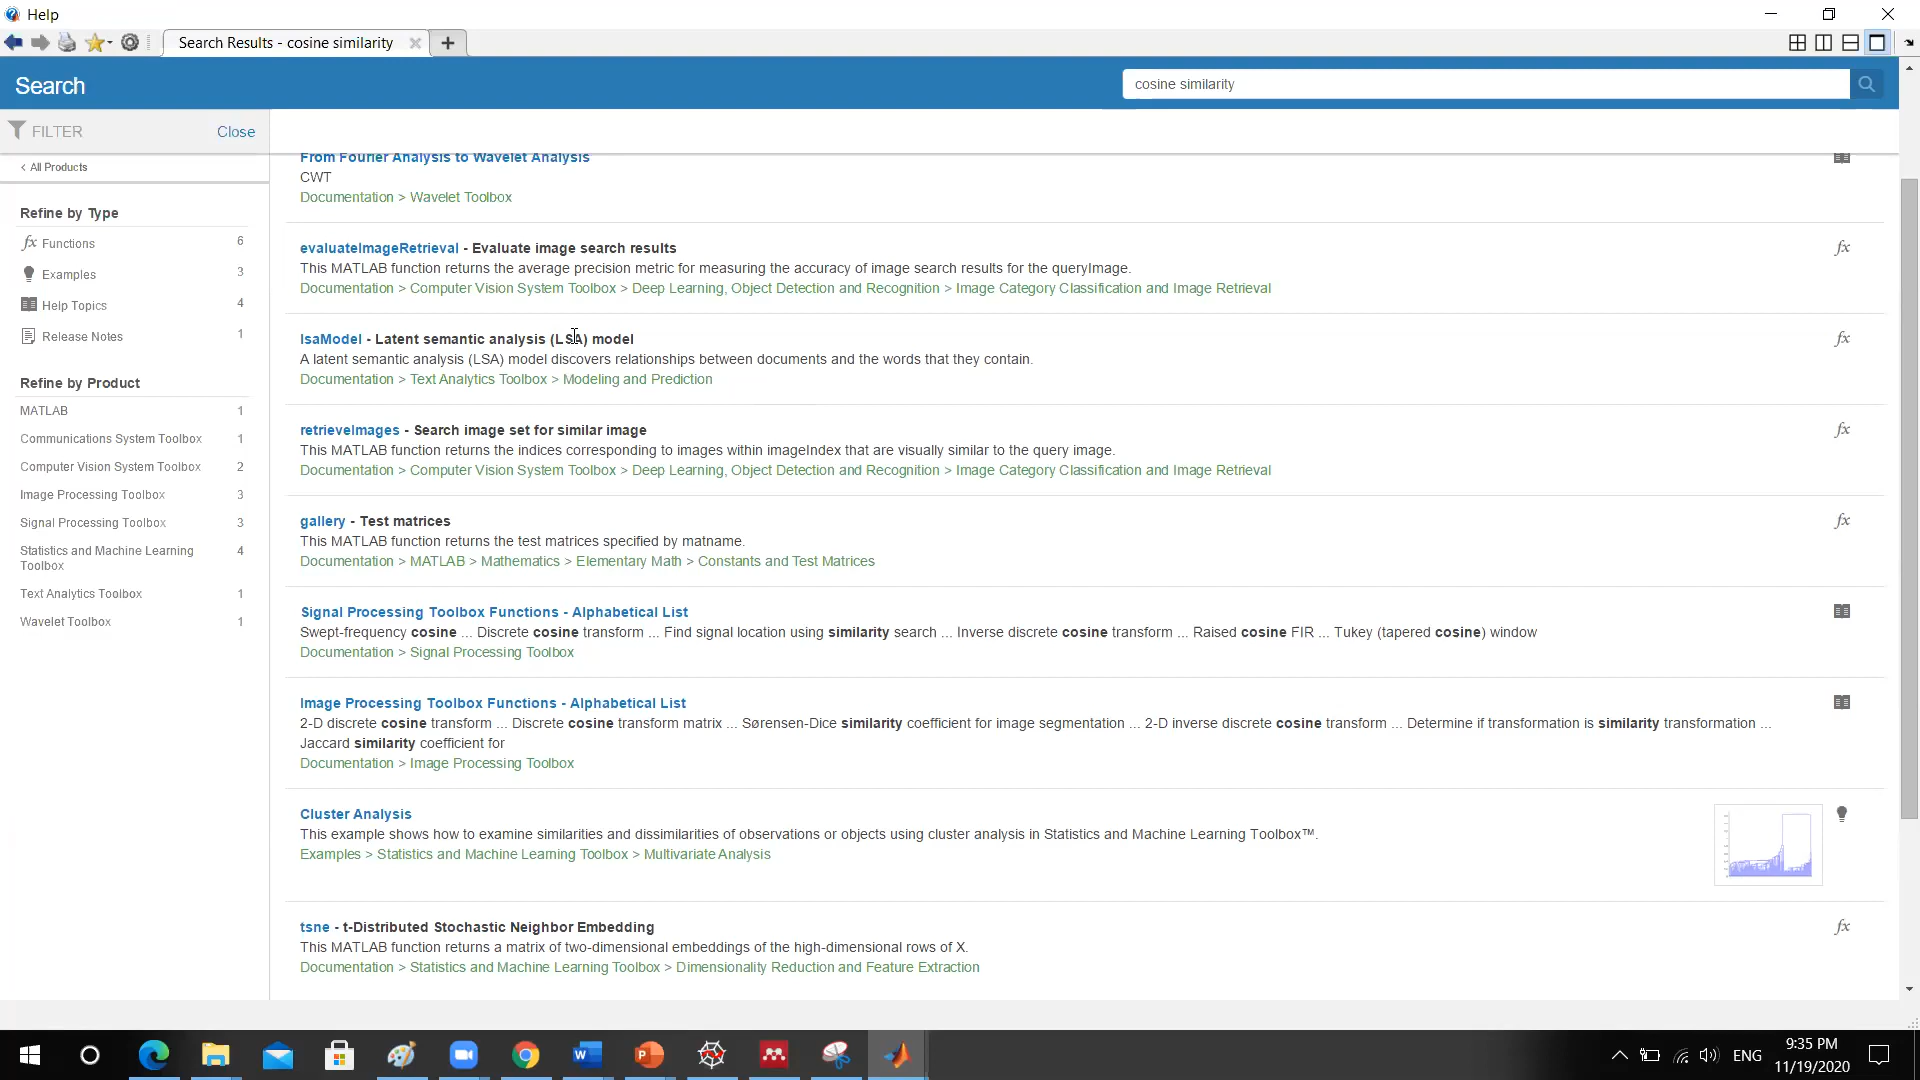 Help
Search Results - cosine similarity
Search
cosine similarity
FILTER
Close
< All Products
Refine by Type
fx Functions 6
Examples 3
Help Topics 4
Release Notes 1
Refine by Product
MATLAB 1
Communications System Toolbox 1
Computer Vision System Toolbox 2
Image Processing Toolbox 3
Signal Processing Toolbox 3
Statistics and Machine Learning 4
Toolbox
Text Analytics Toolbox 1
Wavelet Toolbox 1
From Fourier Analysis to Wavelet Analysis
CWT
Documentation > Wavelet Toolbox
evaluateImageRetrieval - Evaluate image search results fx
This MATLAB function returns the average precision metric for measuring the accuracy of image search results for the queryImage.
Documentation > Computer Vision System Toolbox > Deep Learning, Object Detection and Recognition > Image Category Classification and Image Retrieval
lsaModel - Latent semantic analysis (LSA) model fx
A latent semantic analysis (LSA) model discovers relationships between documents and the words that they contain.
Documentation > Text Analytics Toolbox > Modeling and Prediction
retrieveImages - Search image set for similar image fx
This MATLAB function returns the indices corresponding to images within imageIndex that are visually similar to the query image.
Documentation > Computer Vision System Toolbox > Deep Learning, Object Detection and Recognition > Image Category Classification and Image Retrieval
gallery - Test matrices fx
This MATLAB function returns the test matrices specified by matname.
Documentation > MATLAB > Mathematics > Elementary Math > Constants and Test Matrices
Signal Processing Toolbox Functions - Alphabetical List
Swept-frequency cosine ... Discrete cosine transform ... Find signal location using similarity search ... Inverse discrete cosine transform ... Raised cosine FIR ... Tukey (tapered cosine) window
Documentation > Signal Processing Toolbox
Image Processing Toolbox Functions - Alphabetical List
2-D discrete cosine transform ... Discrete cosine transform matrix ... Sørensen-Dice similarity coefficient for image segmentation ... 2-D inverse discrete cosine transform ... Determine if transformation is similarity transformation ...
Jaccard similarity coefficient for
Documentation > Image Processing Toolbox
Cluster Analysis
This example shows how to examine similarities and dissimilarities of observations or objects using cluster analysis in Statistics and Machine Learning Toolbox™.
Examples > Statistics and Machine Learning Toolbox > Multivariate Analysis
tsne - t-Distributed Stochastic Neighbor Embedding fx
This MATLAB function returns a matrix of two-dimensional embeddings of the high-dimensional rows of X.
Documentation > Statistics and Machine Learning Toolbox > Dimensionality Reduction and Feature Extraction
ENG
9:35 PM
11/19/2020